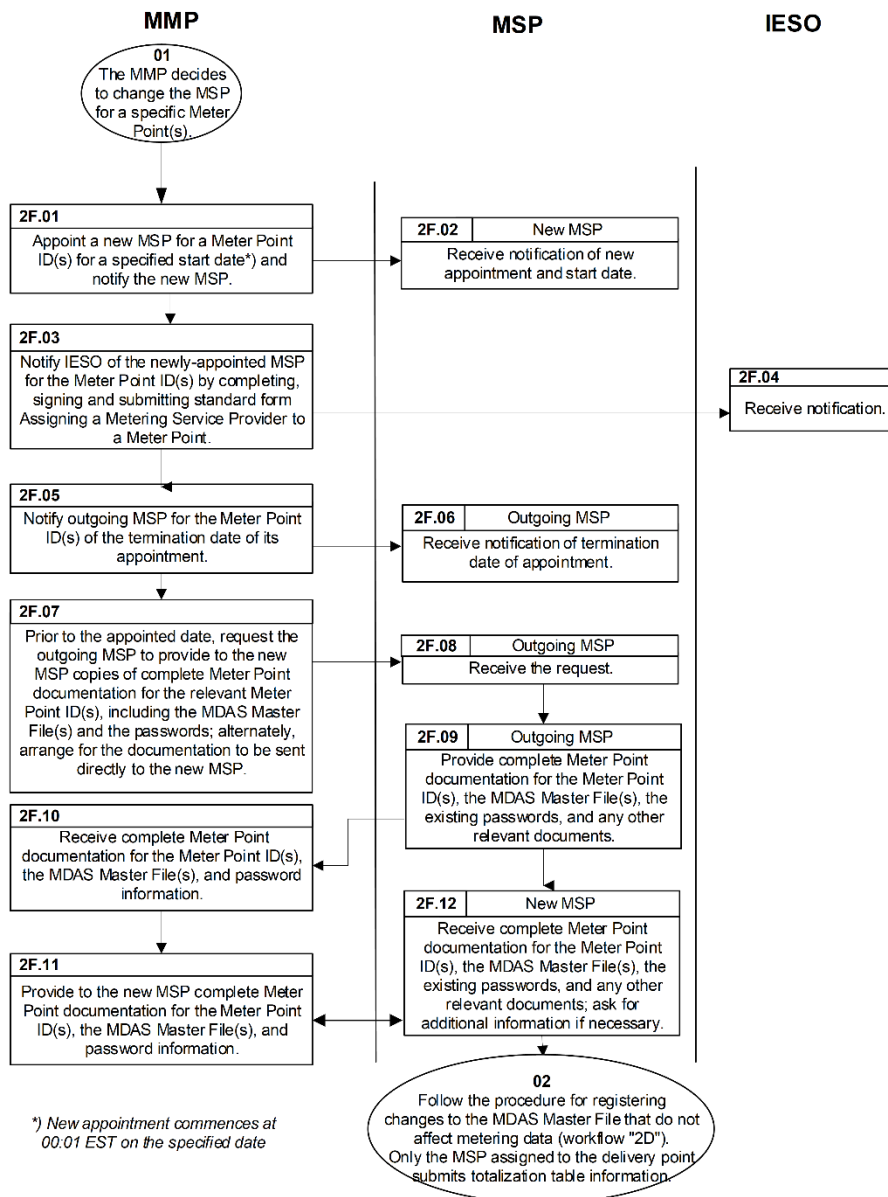 MMP
MSP
IESO
01
The MMP decides
to change the MSP
for a specific Meter
Point(s).
2F.01
Appoint a new MSP for a Meter Point
ID(s) for a specified start date*) and
notify the new MSP.
2F.02 New MSP
Receive notification of new
appointment and start date.
2F.03
Notify IESO of the newly-appointed MSP
for the Meter Point ID(s) by completing,
signing and submitting standard form
Assigning a Metering Service Provider to
a Meter Point.
2F.04
Receive notification.
2F.05
Notify outgoing MSP for the Meter Point
ID(s) of the termination date of its
appointment.
2F.06 Outgoing MSP
Receive notification of termination
date of appointment.
2F.07
Prior to the appointed date, request the
outgoing MSP to provide to the new
MSP copies of complete Meter Point
documentation for the relevant Meter
Point ID(s), including the MDAS Master
File(s) and the passwords; alternately,
arrange for the documentation to be sent
directly to the new MSP.
2F.08 Outgoing MSP
Receive the request.
2F.09 Outgoing MSP
Provide complete Meter Point
documentation for the Meter Point
ID(s), the MDAS Master File(s), the
existing passwords, and any other
relevant documents.
2F.10
Receive complete Meter Point
documentation for the Meter Point ID(s),
the MDAS Master File(s), and password
information.
2F.12 New MSP
Receive complete Meter Point
documentation for the Meter Point
ID(s), the MDAS Master File(s), the
existing passwords, and any other
relevant documents; ask for
additional information if necessary.
2F.11
Provide to the new MSP complete Meter
Point documentation for the Meter Point
ID(s), the MDAS Master File(s), and
password information.
02
Follow the procedure for registering
changes to the MDAS Master File that do not
affect metering data (workflow "2D").
Only the MSP assigned to the delivery point
submits totalization table information.
*) New appointment commences at
00:01 EST on the specified date